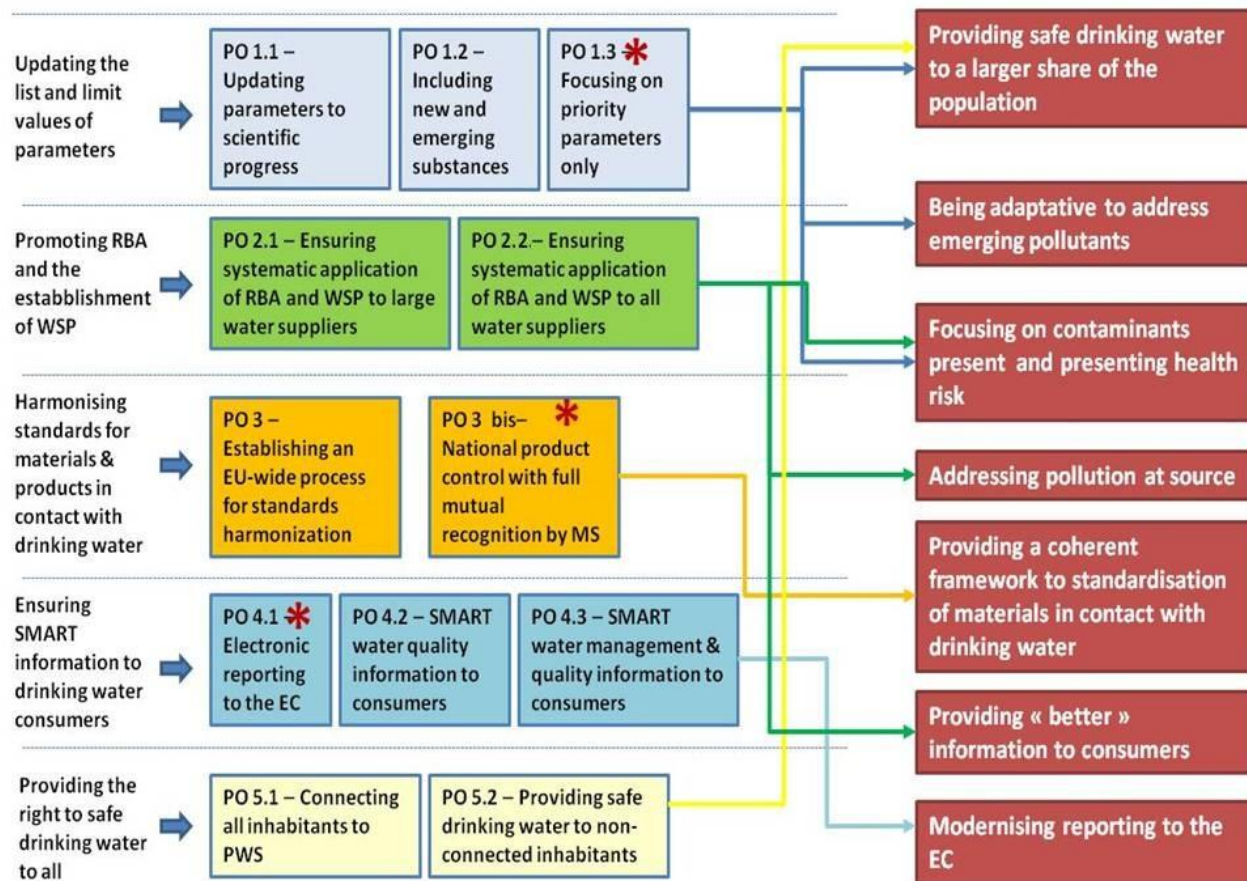 Updating the
list and limit
values of
parameters
PO 1.1 –
Updating
parameters to
scientific
progress
PO 1.2 –
Including
new and
emerging
substances
PO 1.3 –*
Focusing on
priority
parameters
only
Promoting RBA
and the
estabblishment
of WSP
PO 2.1 – Ensuring
systematic application
of RBA and WSP to large
water suppliers
PO 2.2.– Ensuring
systematic application
of RBA and WSP to all
water suppliers
Harmonising
standards for
materials &
products in
contact with
drinking water
PO 3 –
Establishing an
EU-wide process
for standards
harmonization
PO 3 bis– *
National product
control with full
mutual
recognition by MS
Ensuring
SMART
information to
drinking water
consumers
PO 4.1 –*
Electronic
reporting
to the EC
PO 4.2 – SMART
water quality
information to
consumers
PO 4.3 – SMART
water management &
quality information to
consumers
Providing the
right to safe
drinking water
to all
PO 5.1 – Connecting
all inhabitants to
PWS
PO 5.2 – Providing safe
drinking water to non-
connected inhabitants
Providing safe drinking water
to a larger share of the
population
Being adaptative to address
emerging pollutants
Focusing on contaminants
present and presenting health
risk
Addressing pollution at source
Providing a coherent
framework to standardisation
of materials in contact with
drinking water
Providing « better »
information to consumers
Modernising reporting to the
EC